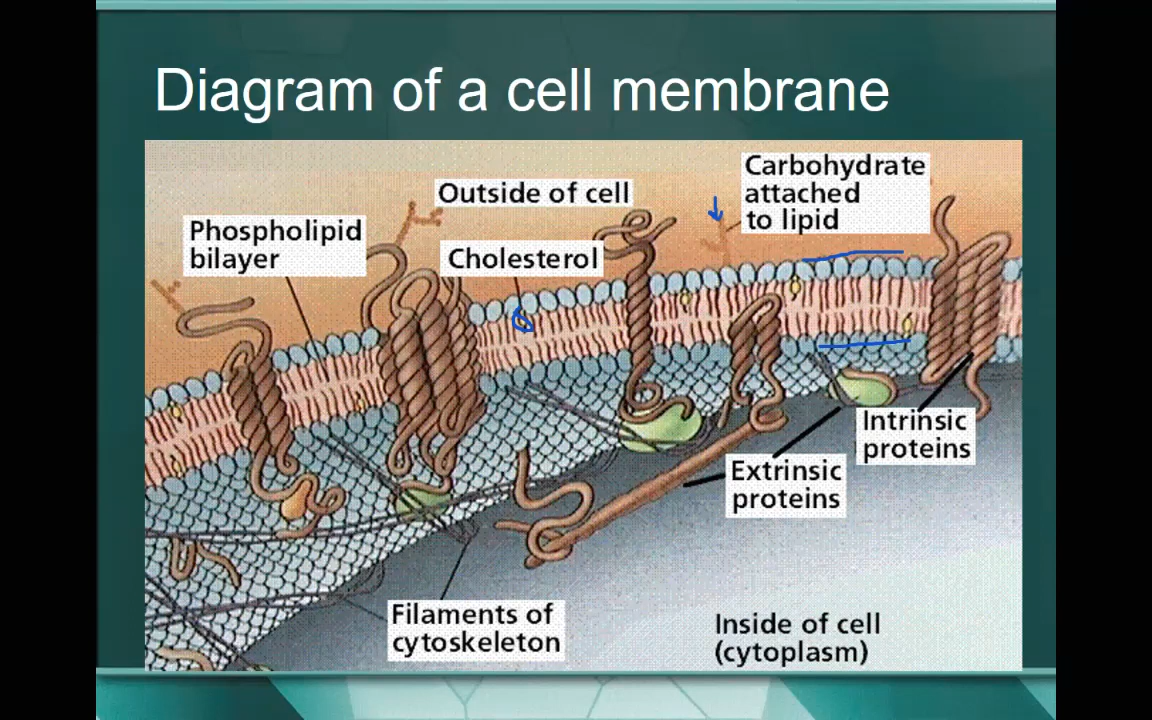 Diagram of a cell membrane
Outside of cell
Carbohydrate
attached
to lipid
Phospholipid
bilayer
Cholesterol
Intrinsic
proteins
Extrinsic
proteins
Filaments of
cytoskeleton
Inside of cell
(cytoplasm)